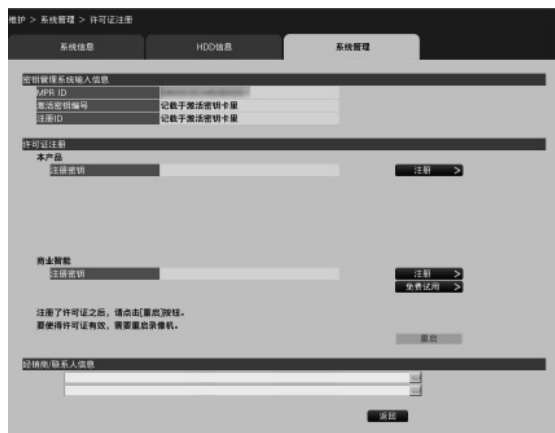 维护 > 系统管理 > 许可证注册
系统信息 HDD信息 系统管理
密钥管理系统输入信息
MPR ID
激活密钥编号 记载于激活密钥卡里
注册ID 记载于激活密钥卡里
许可证注册
本产品
注册密钥 注册 >
商业智能
注册密钥 注册 >
免费试用 >
注册了许可证之后，请点击[重启]按钮。
要使得许可证有效，需要重启录像机。
重启
经销商/联系人信息
返回